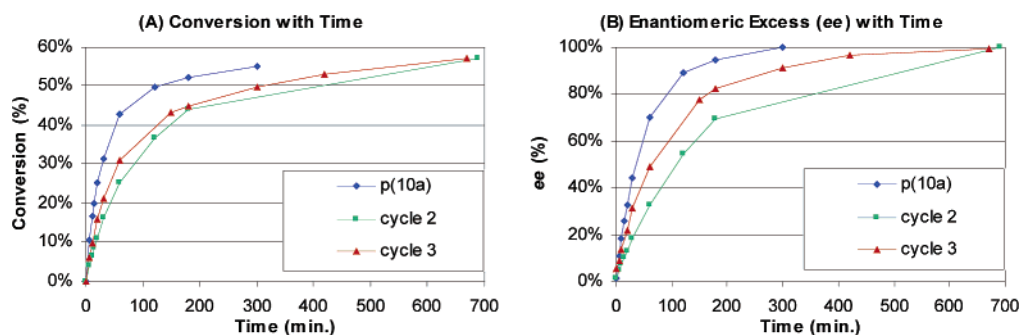 (A) Conversion with Time
Conversion (%)
60%
50%
40%
30%
20%
10%
0%
0
100
200
300
400
500
600
700
Time (min.)
p(10a)
cycle 2
cycle 3
(B) Enantiomeric Excess (ee) with Time
ee (%)
100%
80%
60%
40%
20%
0%
0
100
200
300
400
500
600
700
Time (min.)
p(10a)
cycle 2
cycle 3